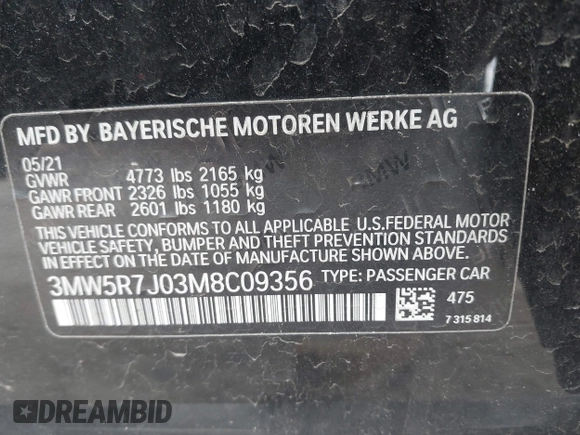 MFD BY BAYERISCHE MOTOREN WERKE AG
05/21
GVWR 4773 lbs 2165 kg
GAWR FRONT 2326 lbs 1055 kg
GAWR REAR 2601 lbs 1180 kg
THIS VEHICLE CONFORMS TO ALL APPLICABLE U.S.FEDERAL MOTOR
VEHICLE SAFETY, BUMPER, AND THEFT PREVENTION STANDARDS
IN EFFECT ON THE DATE OF MANUFACTURE SHOWN ABOVE.
3MW5R7J03M8C09356 TYPE: PASSENGER CAR
475
7 315 814
BMW
DREAMBID